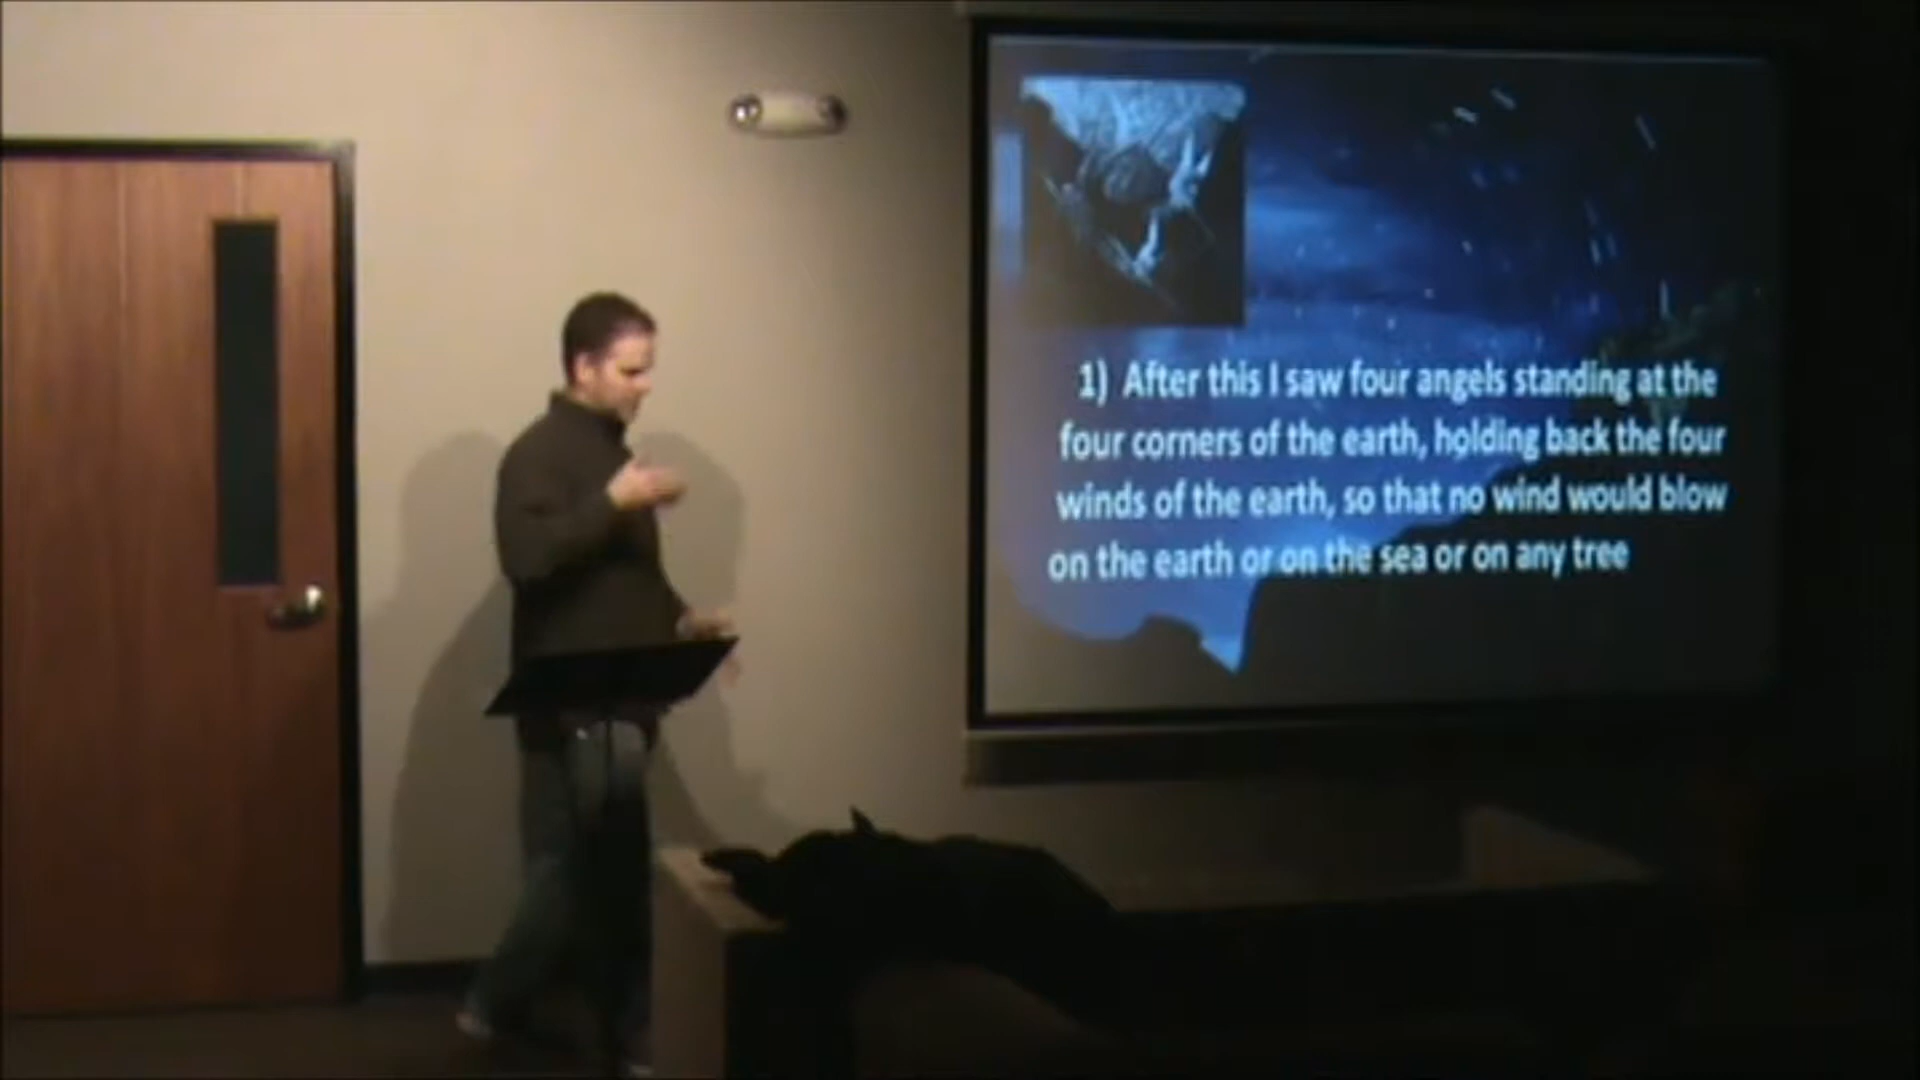 1) After this I saw four angels standing at the
four corners of the earth, holding back the four
winds of the earth, so that no wind would blow
on the earth or on the sea or on any tree